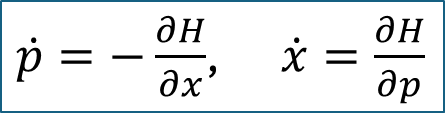 ṗ = − ∂H/∂x, ẋ = ∂H/∂p